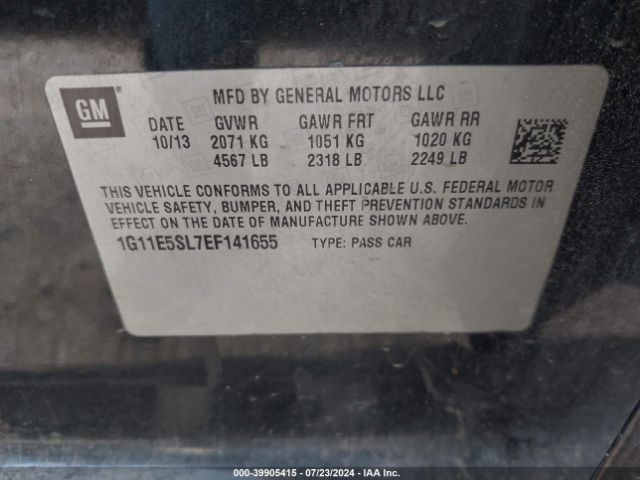 GM
MFD BY GENERAL MOTORS LLC
DATE GVWR GAWR FRT GAWR RR
10/13 2071 KG 1051 KG 1020 KG
4567 LB 2318 LB 2249 LB
THIS VEHICLE CONFORMS TO ALL APPLICABLE U.S. FEDERAL MOTOR
VEHICLE SAFETY, BUMPER, AND THEFT PREVENTION STANDARDS IN
EFFECT ON THE DATE OF MANUFACTURE SHOWN ABOVE.
1G11E5SL7EF141655 TYPE: PASS CAR
000-39905415 - 07/23/2024 - IAA Inc.